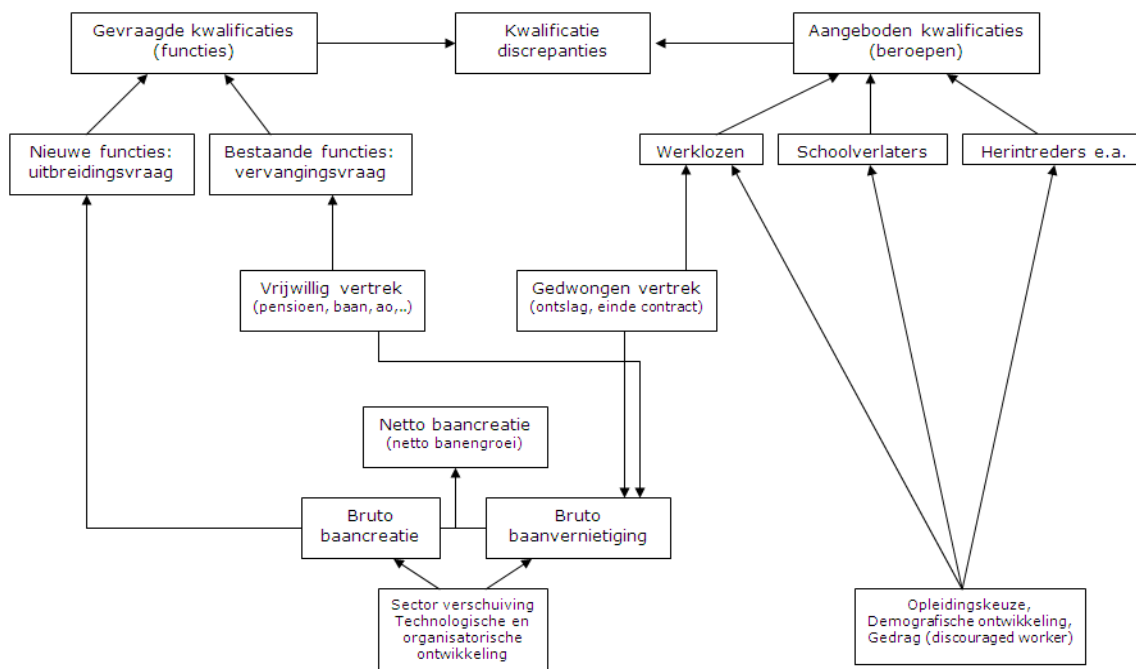 Gevraagde kwalificaties
(functies)
Kwalificatie
discrepanties
Aangeboden kwalificaties
(beroepen)
Nieuwe functies:
uitbreidingsvraag
Bestaande functies:
vervangingsvraag
Werklozen
Schoolverlaters
Herintreders e.a.
Vrijwillig vertrek
(pensioen, baan, ao,..)
Gedwongen vertrek
(ontslag, einde contract)
Netto baancreatie
(netto banengroei)
Bruto
baancreatie
Bruto
baanvernietiging
Sector verschuiving
Technologische en
organisatorische
ontwikkeling
Opleidingskeuze,
Demografische ontwikkeling,
Gedrag (discouraged worker)